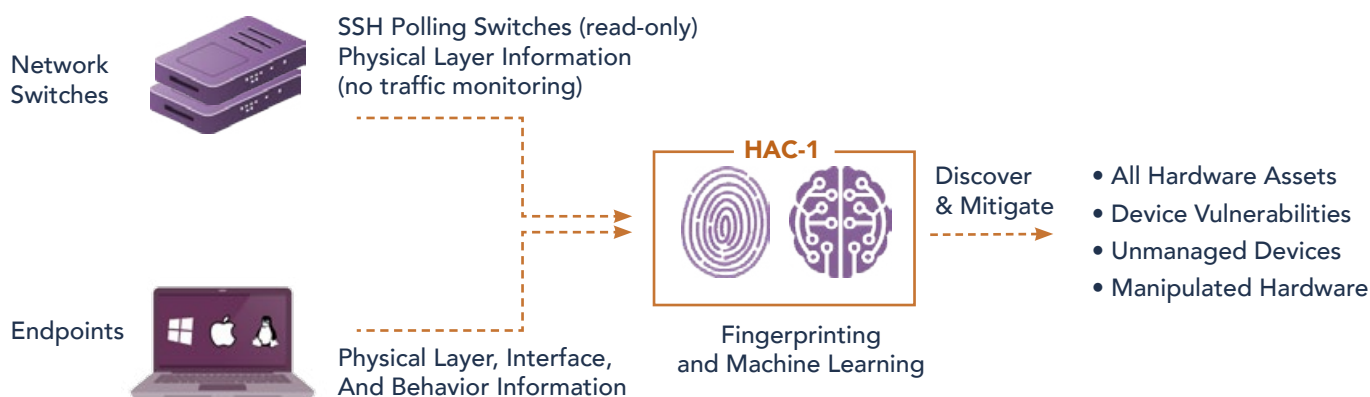 Network
Switches
SSH Polling Switches (read-only)
Physical Layer Information
(no traffic monitoring)
HAC-1
Discover
& Mitigate
• All Hardware Assets
• Device Vulnerabilities
• Unmanaged Devices
• Manipulated Hardware
Fingerprinting
and Machine Learning
Endpoints
Physical Layer, Interface,
And Behavior Information